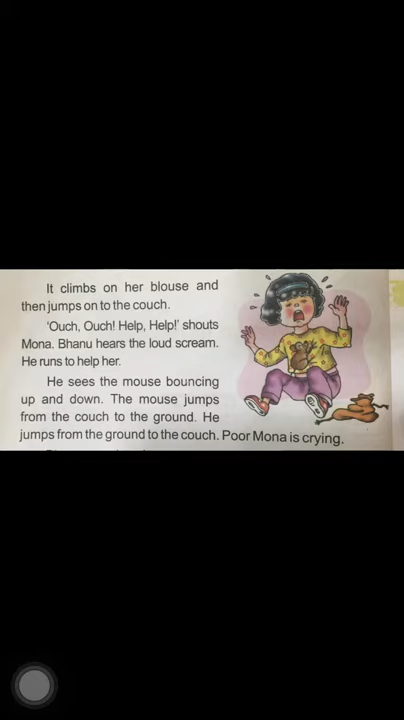 It climbs on her blouse and
then jumps on to the couch.
'Ouch, Ouch! Help, Help!' shouts
Mona. Bhanu hears the loud scream.
He runs to help her.
He sees the mouse bouncing
up and down. The mouse jumps
from the couch to the ground. He
jumps from the ground to the couch. Poor Mona is crying.